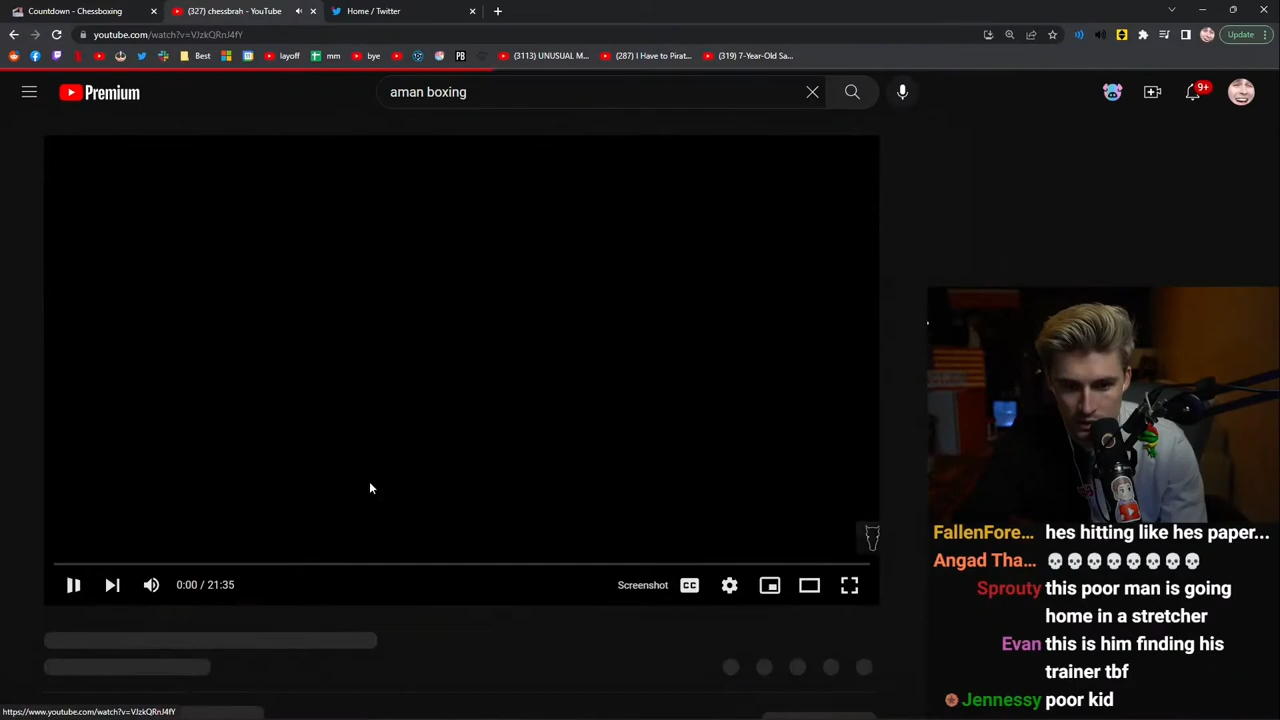 Countdown - Chessboxing
(327) chessbrah - YouTube
Home / Twitter
youtube.com/watch?v=VJzkQRnJ4fY
Update
Best
layoff
mm
bye
PB
(3113) UNUSUAL M...
(287) I Have to Pirat...
(319) 7-Year-Old Sa...
Premium
aman boxing
9+
0:00 / 21:35
Screenshot
CC
FallenFore... hes hitting like hes paper...
Angad Tha... 💀💀💀💀💀💀💀💀
Sprouty this poor man is going
home in a stretcher
Evan this is him finding his
trainer tbf
Jennessy poor kid
https://www.youtube.com/watch?v=VJzkQRnJ4fY